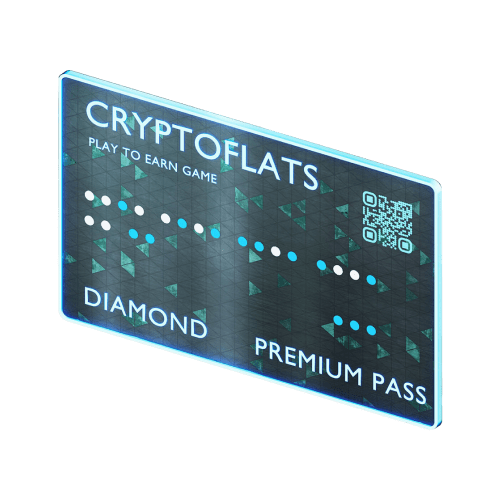 CRYPTOFLATS
PLAY TO EARN GAME
DIAMOND
PREMIUM PASS